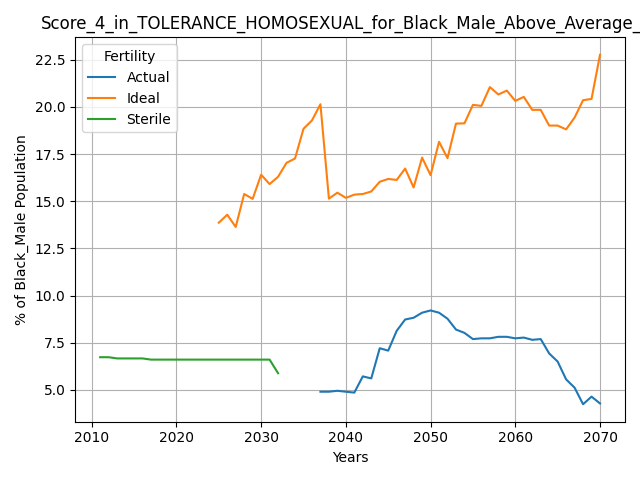 Score_4_in_TOLERANCE_HOMOSEXUAL_for_Black_Male_Above_Average_
Fertility
Actual
Ideal
Sterile
% of Black_Male Population
22.5
20.0
17.5
15.0
12.5
10.0
7.5
5.0
2010 2020 2030 2040 2050 2060 2070
Years